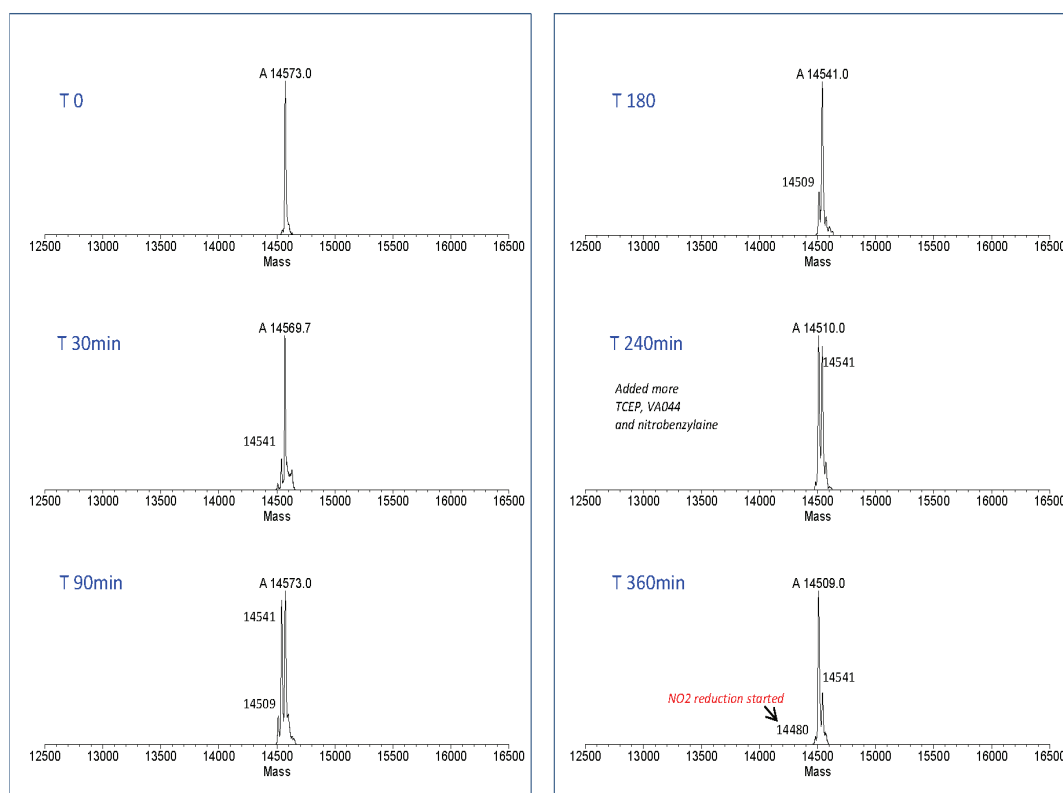 A 14573.0
T 0
12500 13000 13500 14000 14500 15000 15500 16000 16500
Mass
A 14569.7
T 30min
14541
12500 13000 13500 14000 14500 15000 15500 16000 16500
Mass
A 14573.0
T 90min
14541
14509
12500 13000 13500 14000 14500 15000 15500 16000 16500
Mass
A 14541.0
T 180
14509
12500 13000 13500 14000 14500 15000 15500 16000 16500
Mass
A 14510.0
T 240min
14541
Added more
TCEP, VA044
and nitrobenzylaine
12500 13000 13500 14000 14500 15000 15500 16000 16500
Mass
A 14509.0
T 360min
14541
NO2 reduction started
14480
12500 13000 13500 14000 14500 15000 15500 16000 16500
Mass